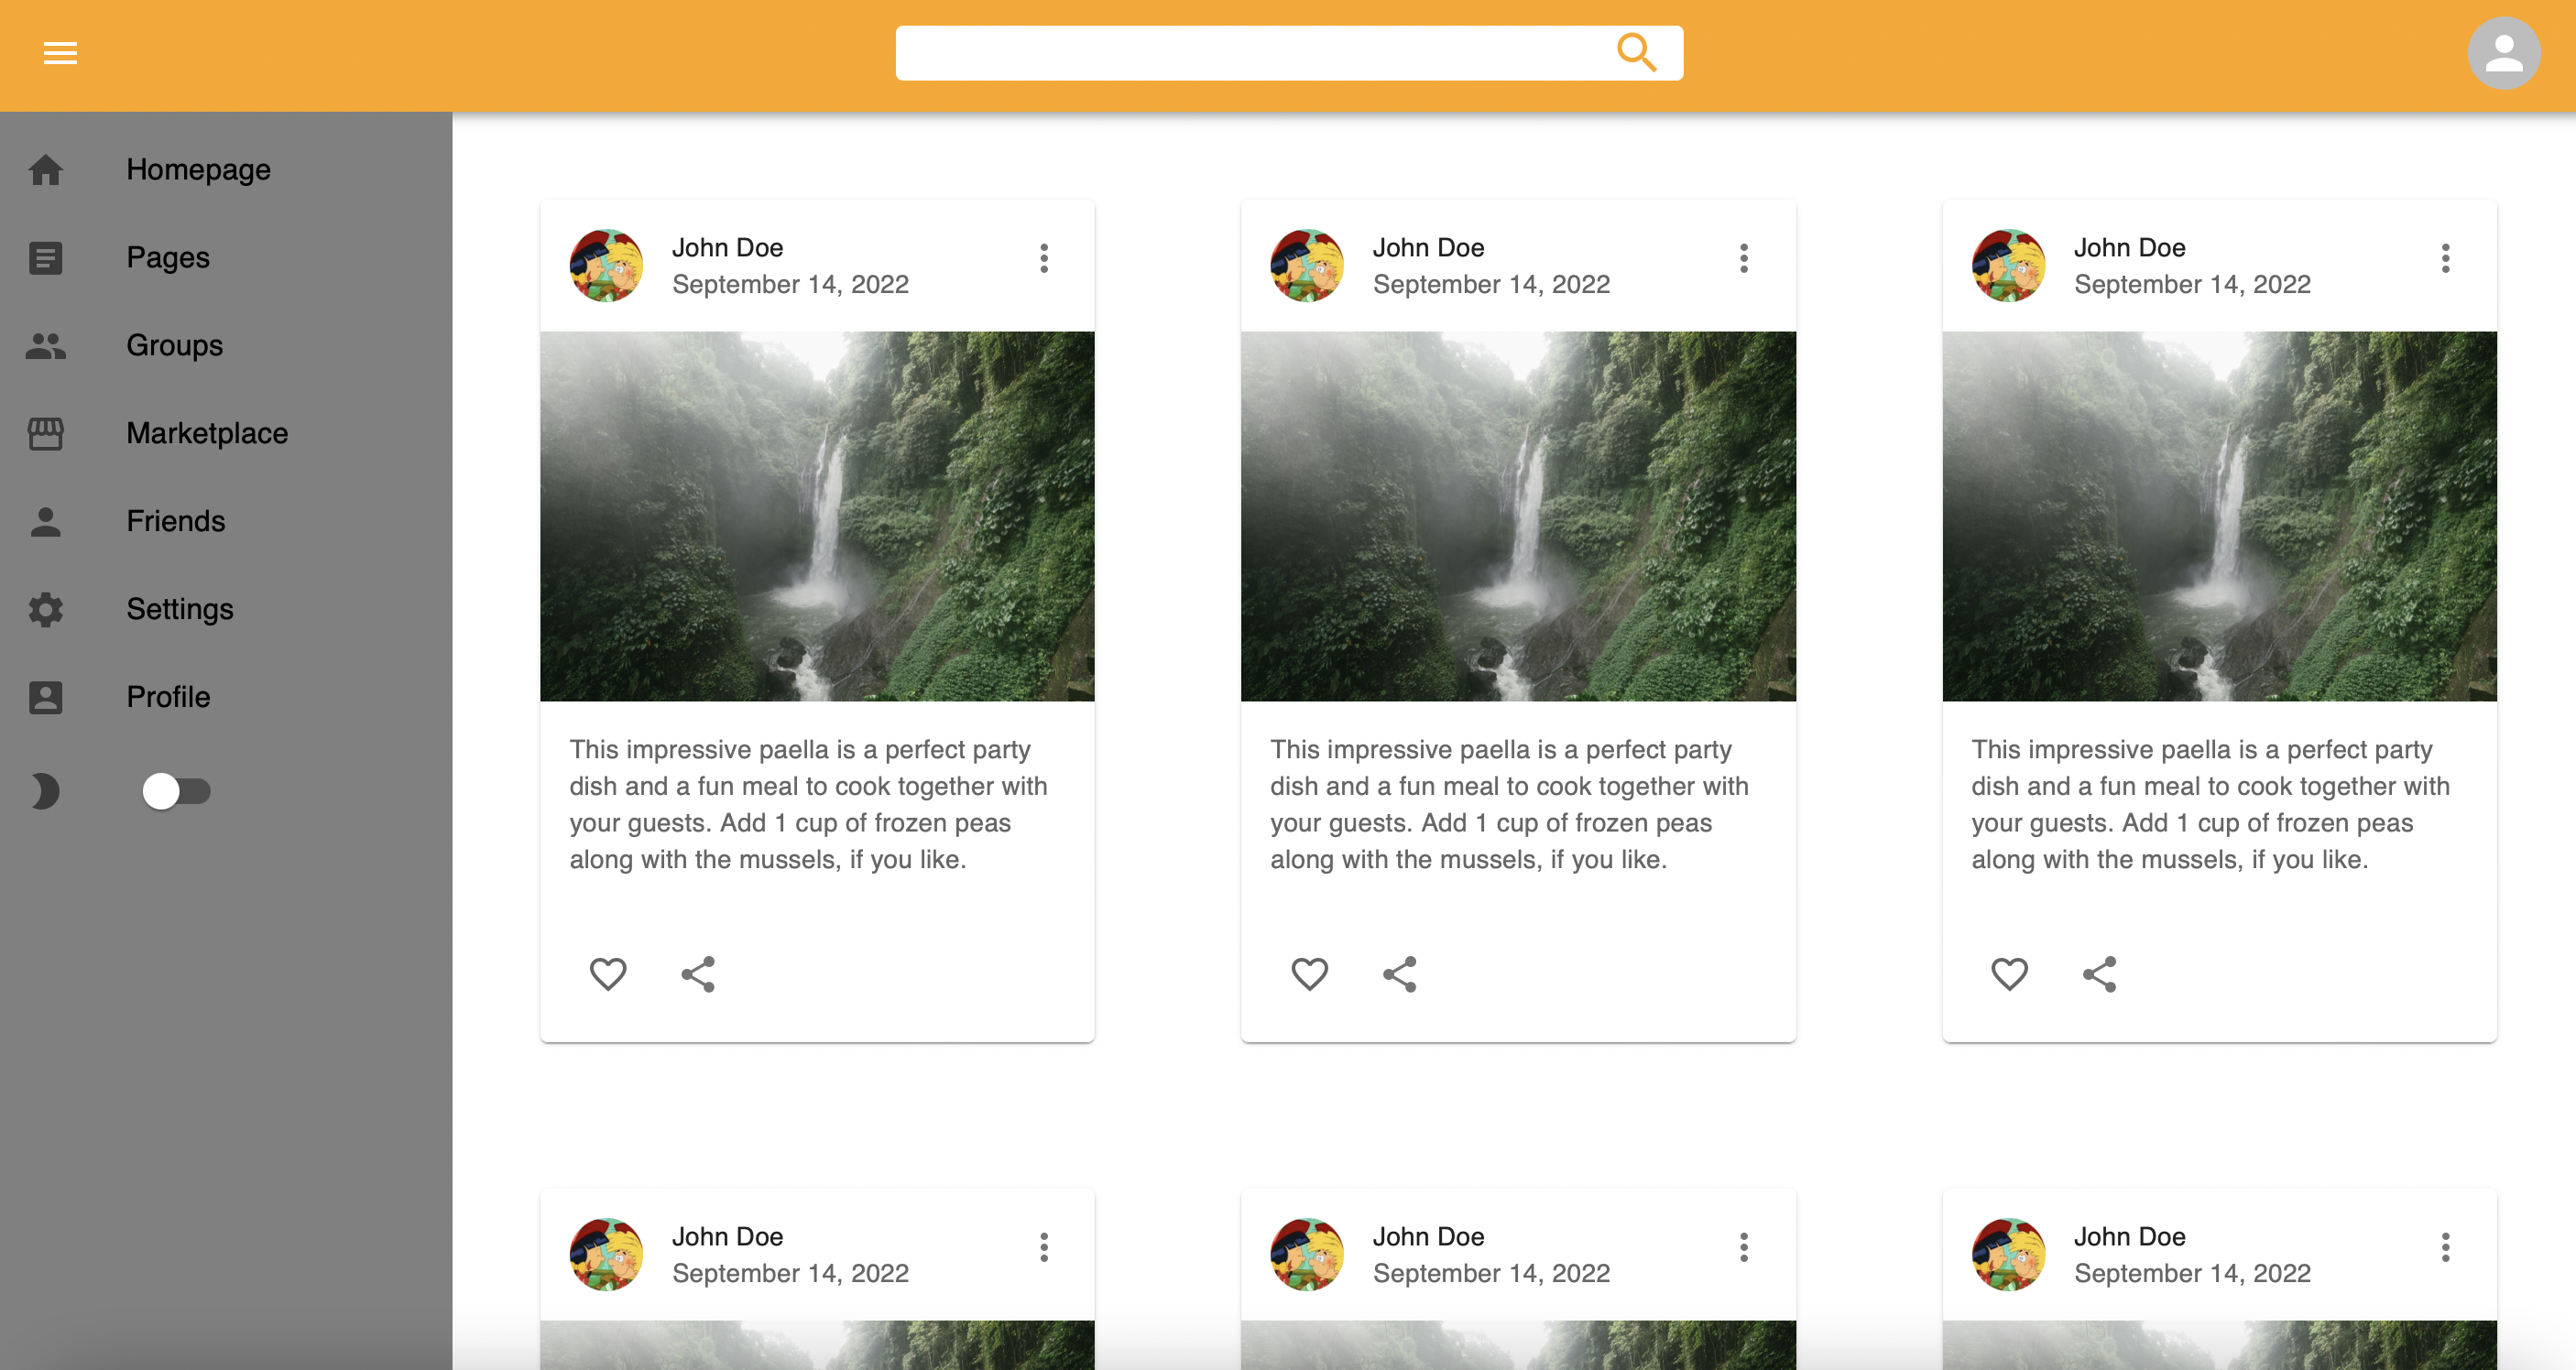 Homepage
Pages
Groups
Marketplace
Friends
Settings
Profile
John Doe
September 14, 2022
This impressive paella is a perfect party
dish and a fun meal to cook together with
your guests. Add 1 cup of frozen peas
along with the mussels, if you like.
John Doe
September 14, 2022
This impressive paella is a perfect party
dish and a fun meal to cook together with
your guests. Add 1 cup of frozen peas
along with the mussels, if you like.
John Doe
September 14, 2022
This impressive paella is a perfect party
dish and a fun meal to cook together with
your guests. Add 1 cup of frozen peas
along with the mussels, if you like.
John Doe
September 14, 2022
John Doe
September 14, 2022
John Doe
September 14, 2022